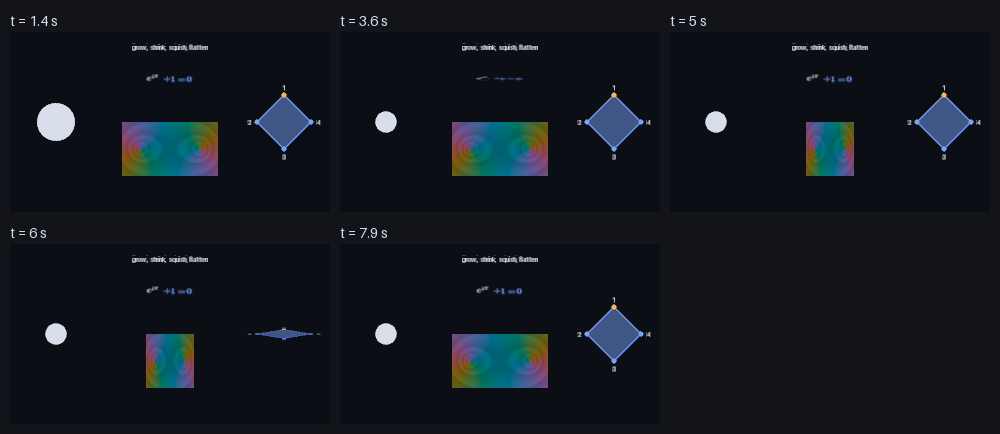 t = 1.4 s
grow, shrink, squish, flatten
e^{iπ} +1 = 0
1
2
4
3
t = 3.6 s
grow, shrink, squish, flatten
1
2
4
3
t = 5 s
grow, shrink, squish, flatten
e^{iπ} +1 = 0
1
2
4
3
t = 6 s
grow, shrink, squish, flatten
e^{iπ} +1 = 0
t = 7.9 s
grow, shrink, squish, flatten
e^{iπ} +1 = 0
1
2
4
3